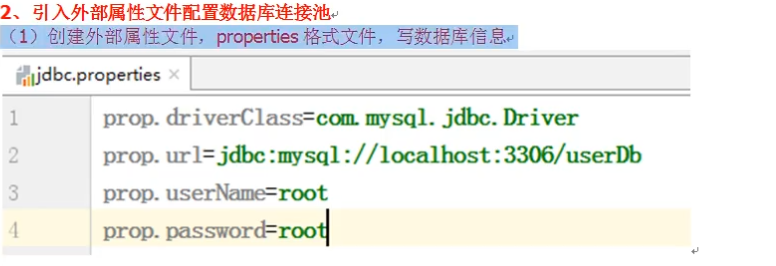 2、引入外部属性文件配置数据库连接池
（1）创建外部属性文件，properties 格式文件，写数据库信息
jdbc.properties
1 prop.driverClass=com.mysql.jdbc.Driver
2 prop.url=jdbc:mysql://localhost:3306/userDb
3 prop.userName=root
4 prop.password=root